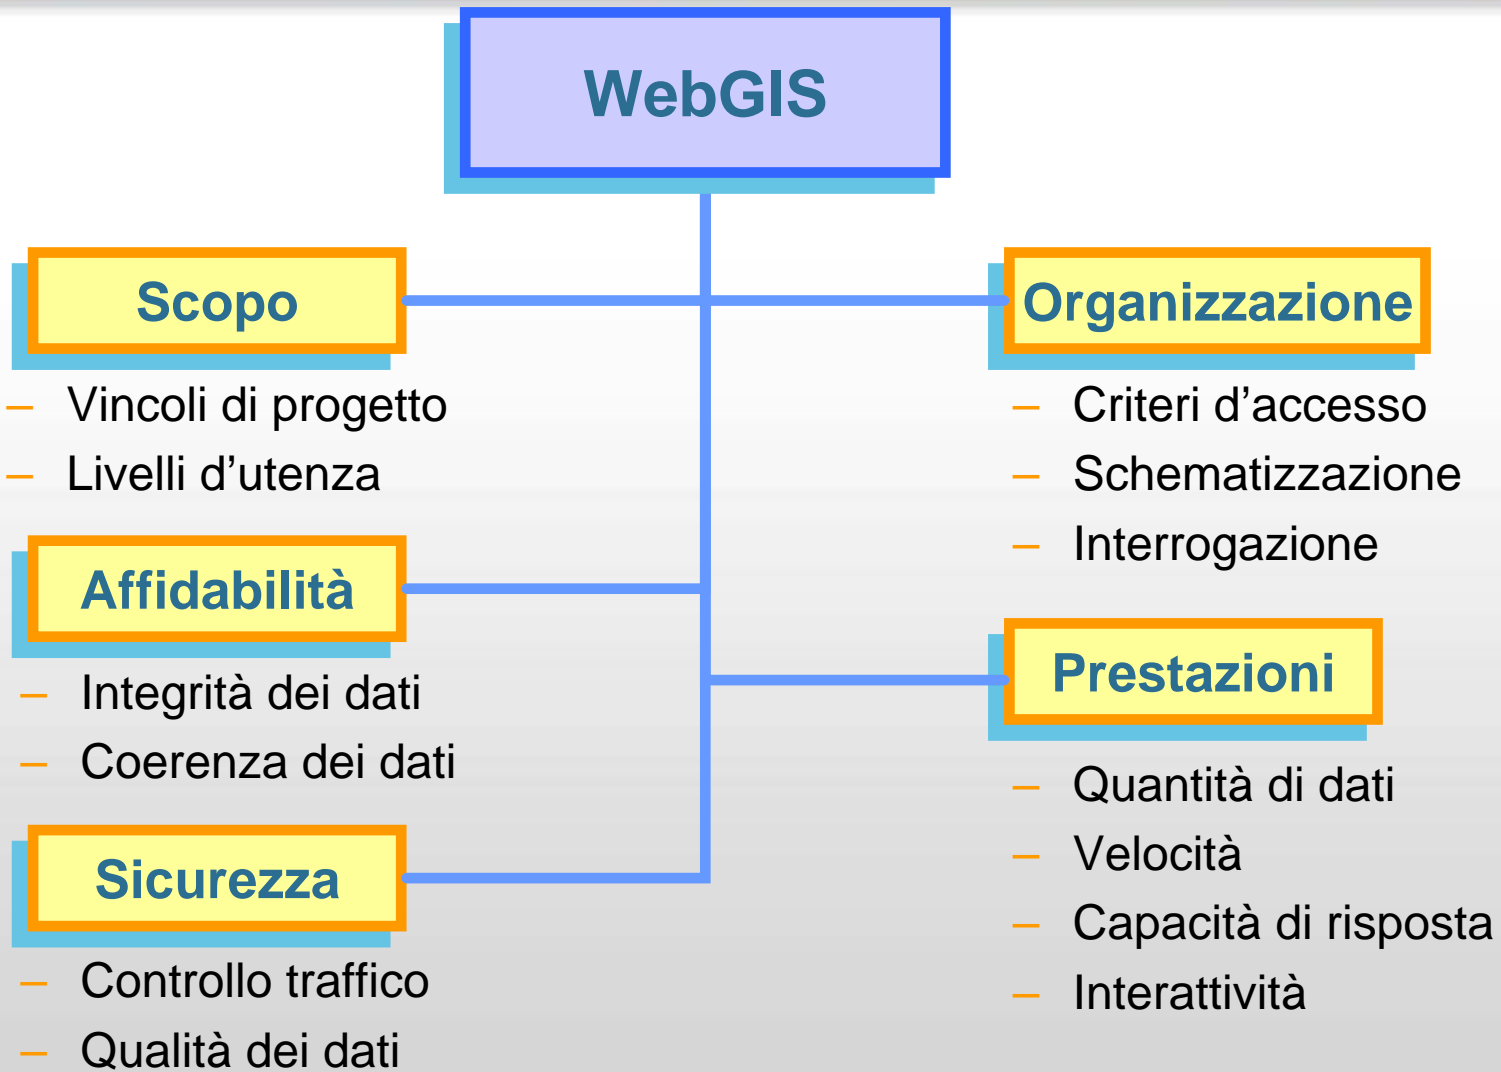 WebGIS
Scopo
– Vincoli di progetto
– Livelli d’utenza
Affidabilità
– Integrità dei dati
– Coerenza dei dati
Sicurezza
– Controllo traffico
– Qualità dei dati
Organizzazione
– Criteri d’accesso
– Schematizzazione
– Interrogazione
Prestazioni
– Quantità di dati
– Velocità
– Capacità di risposta
– Interattività